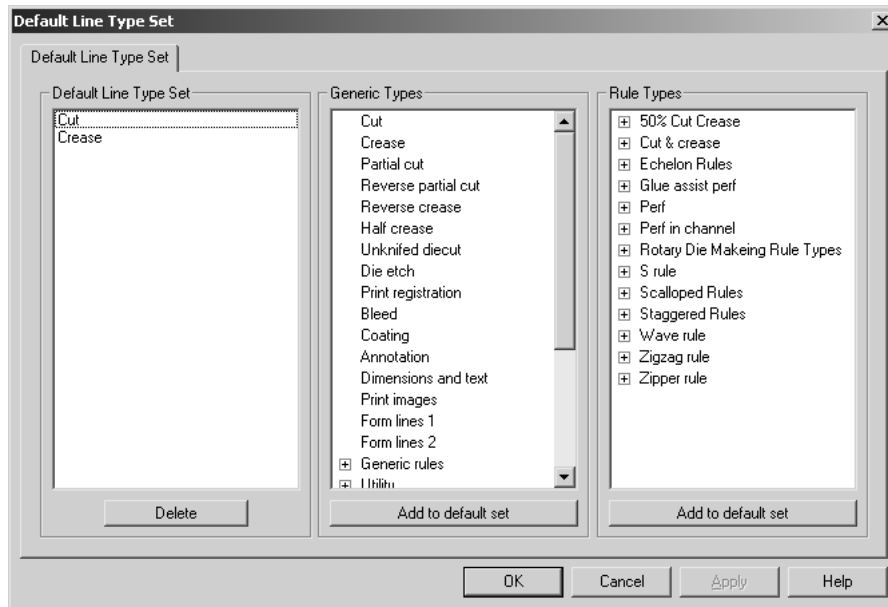 Default Line Type Set
Default Line Type Set
Default Line Type Set
Cut
Crease
Delete
Generic Types
Cut
Crease
Partial cut
Reverse partial cut
Reverse crease
Half crease
Unknifed diecut
Die etch
Print registration
Bleed
Coating
Annotation
Dimensions and text
Print images
Form lines 1
Form lines 2
Generic rules
Utility
Add to default set
Rule Types
50% Cut Crease
Cut & crease
Echelon Rules
Glue assist perf
Perf
Perf in channel
Rotary Die Makeing Rule Types
S rule
Scalloped Rules
Staggered Rules
Wave rule
Zigzag rule
Zipper rule
Add to default set
OK
Cancel
Apply
Help